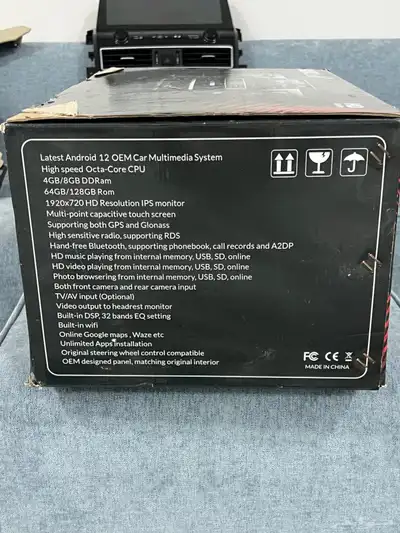 Latest Android 12 OEM Car Multimedia System
High speed Octa-Core CPU
4GB/8GB DDRam
64GB/128GB Rom
1920x720 HD Resolution IPS monitor
Multi-point capacitive touch screen
Supporting both GPS and Glonass
High sensitive radio, supporting RDS
Hand-free Bluetooth, supporting phonebook, call records and A2DP
HD music playing from internal memory, USB, SD, online
HD video playing from internal memory, USB, SD, online
Photo browsering from internal memory, USB, SD, online
Both front camera and rear camera input
TV/AV input (Optional)
Video output to headrest monitor
Built-in DSP, 32 bands EQ setting
Built-in wifi
Online Google maps , Waze etc
Unlimited Apps Installation
Original steering wheel control compatible
OEM designed panel, matching original interior
FC CE
MADE IN CHINA